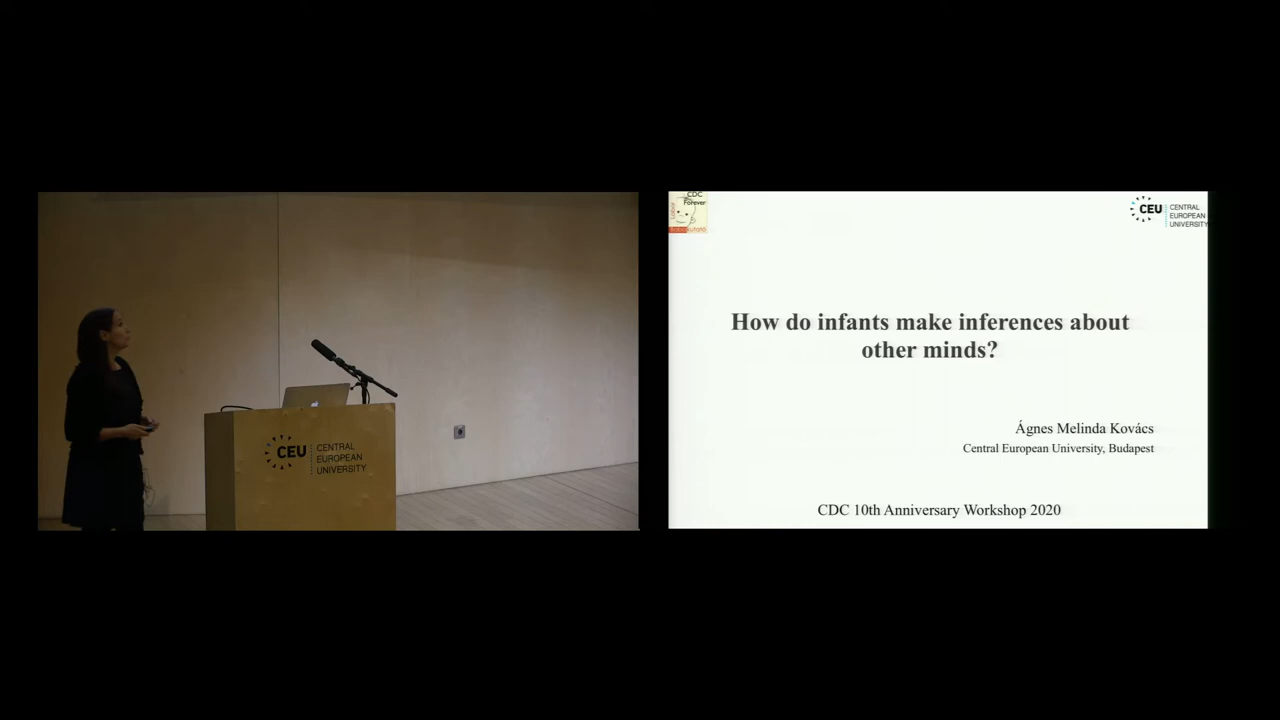 CEU
CENTRAL
EUROPEAN
UNIVERSITY
CDC
Forever
CEU
CENTRAL
EUROPEAN
UNIVERSITY
How do infants make inferences about
other minds?
Ágnes Melinda Kovács
Central European University, Budapest
CDC 10th Anniversary Workshop 2020